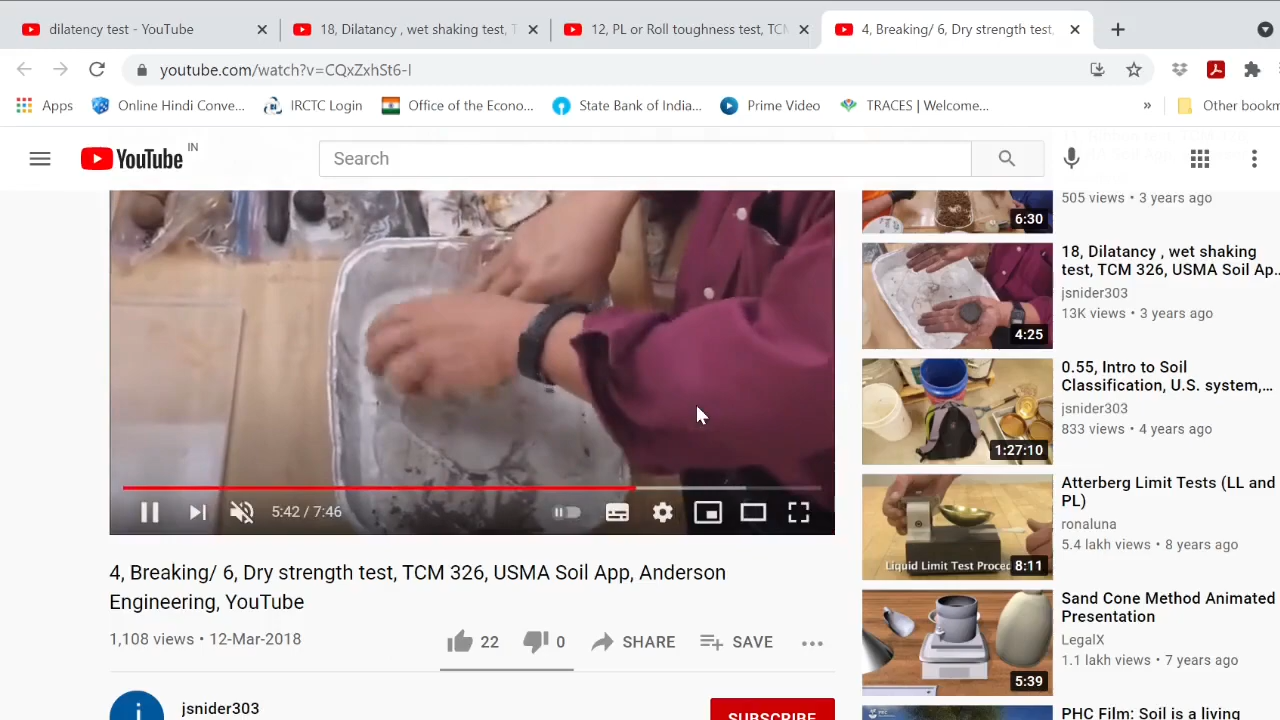 dilatency test - YouTube
18, Dilatancy , wet shaking test, T
12, PL or Roll toughness test, TCM
4, Breaking/ 6, Dry strength test,
youtube.com/watch?v=CQxZxhSt6-I
Apps
Online Hindi Conve...
IRCTC Login
Office of the Econo...
State Bank of India...
Prime Video
TRACES | Welcome...
»
Other bookm
YouTube
IN
Search
505 views • 3 years ago
6:30
18, Dilatancy , wet shaking
test, TCM 326, USMA Soil Ap...
jsnider303
13K views • 3 years ago
4:25
0.55, Intro to Soil
Classification, U.S. system,...
jsnider303
833 views • 4 years ago
1:27:10
Atterberg Limit Tests (LL and
PL)
ronaluna
5.4 lakh views • 8 years ago
Liquid Limit Test Proced
8:11
Sand Cone Method Animated
Presentation
LegalX
1.1 lakh views • 7 years ago
5:39
PHC Film: Soil is a living
5:42 / 7:46
4, Breaking/ 6, Dry strength test, TCM 326, USMA Soil App, Anderson
Engineering, YouTube
1,108 views • 12-Mar-2018
22
0
SHARE
SAVE
j
jsnider303
SUBSCRIBE